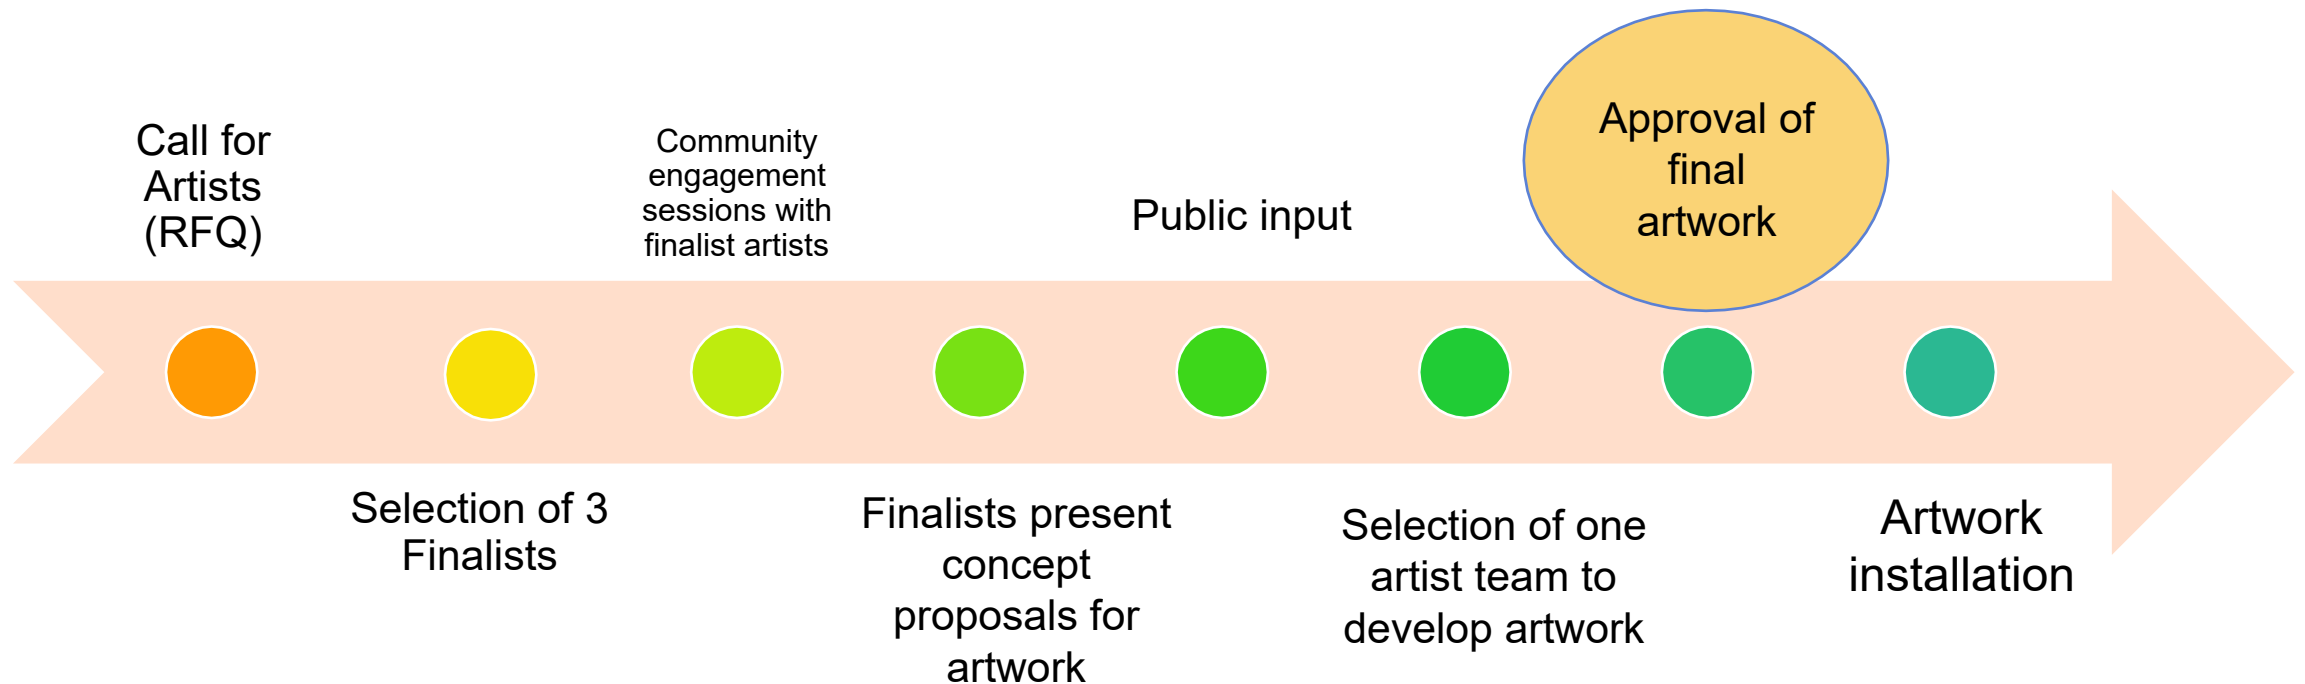 Call for
Artists
(RFQ)
Selection of 3
Finalists
Community
engagement
sessions with
finalist artists
Finalists present
concept
proposals for
artwork
Public input
Selection of one
artist team to
develop artwork
Approval of
final
artwork
Artwork
installation